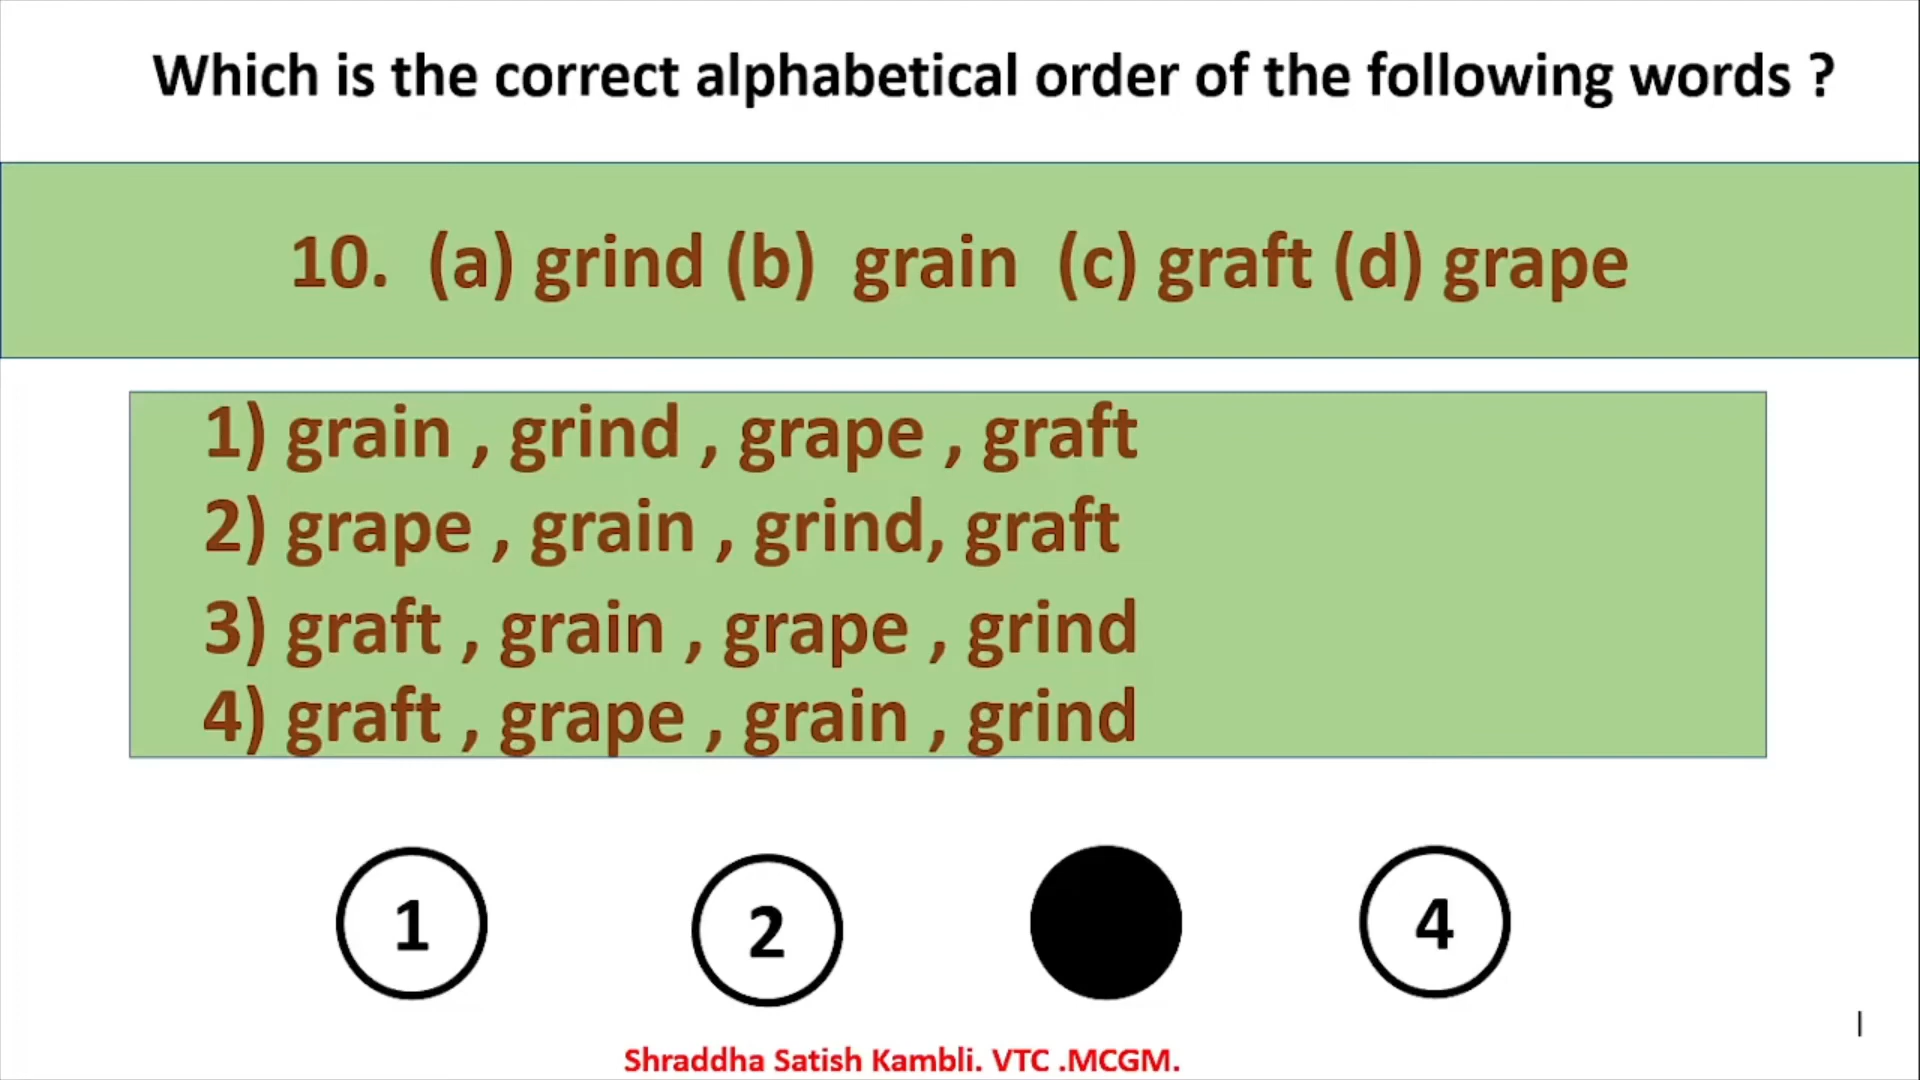 Which is the correct alphabetical order of the following words ?
10. (a) grind (b) grain (c) graft (d) grape
1) grain , grind , grape , graft
2) grape , grain , grind, graft
3) graft , grain , grape , grind
4) graft , grape , grain , grind
1 2 4
Shraddha Satish Kambli. VTC .MCGM.